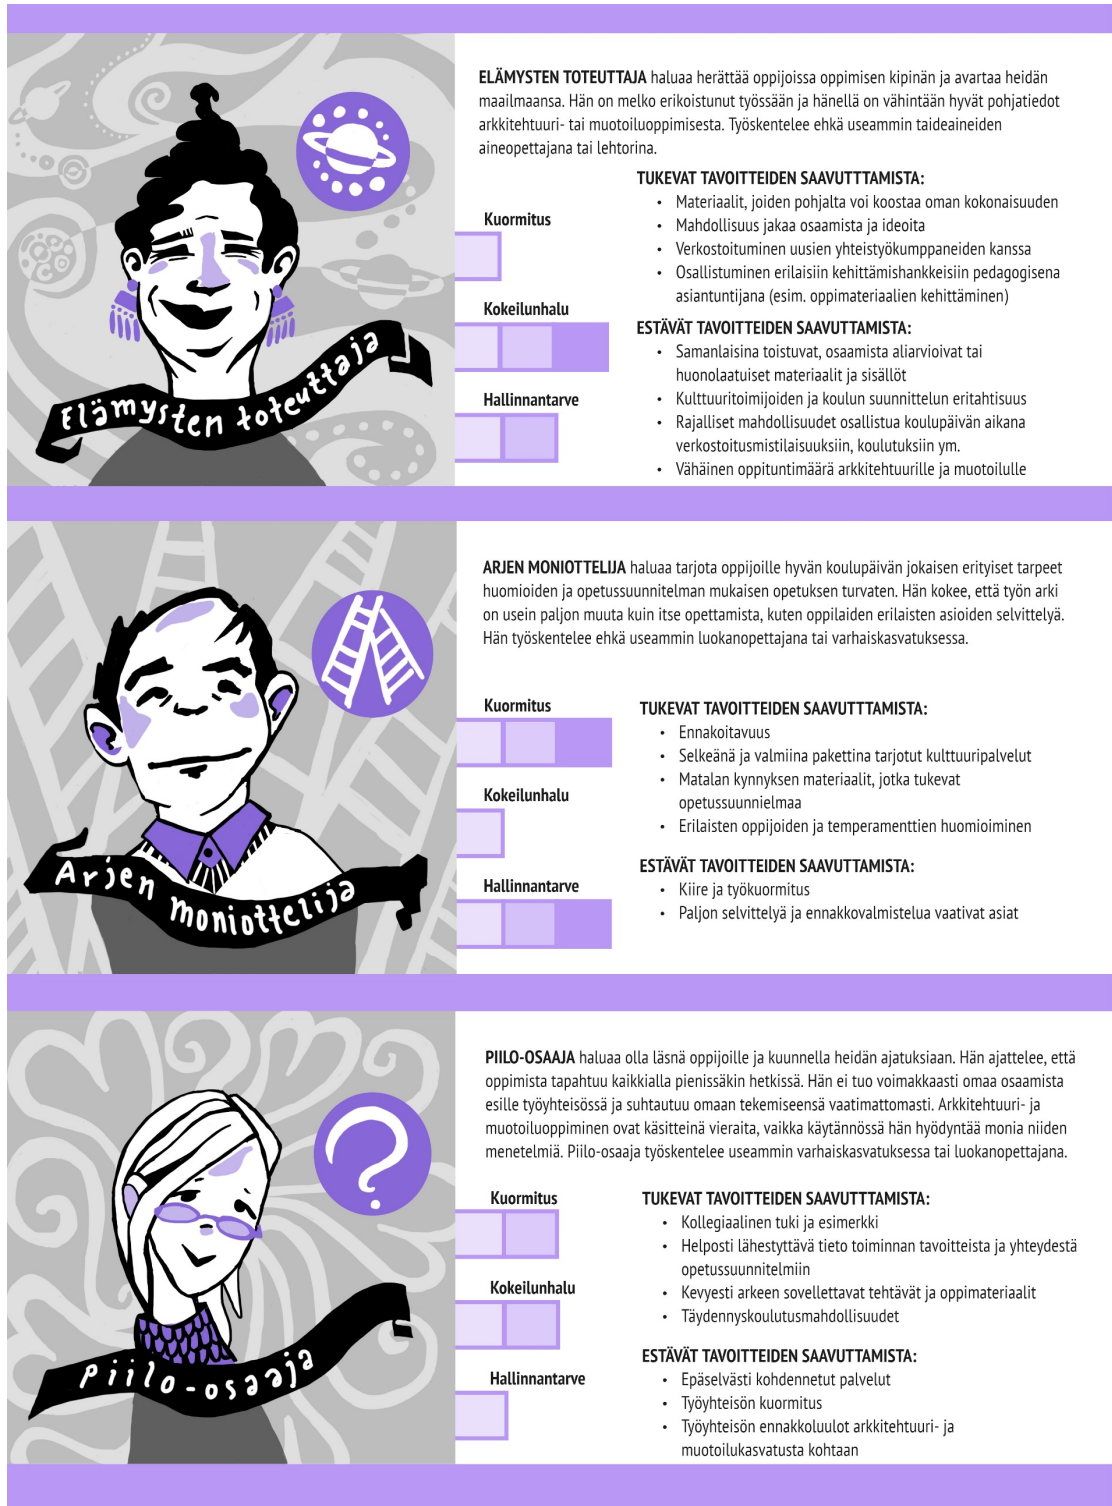 Elämysten toteuttaja
ELÄMYSTEN TOTEUTTAJA haluaa herättää oppijoissa oppimisen kipinän ja avartaa heidän
maailmaansa. Hän on melko erikoistunut työssään ja hänellä on vähintään hyvät pohjatiedot
arkkitehtuuri- tai muotoiluoppimisesta. Työskentelee ehkä useammin taideaineiden
aineopettajana tai lehtorina.
Kuormitus
Kokeilunhalu
Hallinnantarve
TUKEVAT TAVOITTEIDEN SAAVUTTTAMISTA:
• Materiaalit, joiden pohjalta voi koostaa oman kokonaisuuden
• Mahdollisuus jakaa osaamista ja ideoita
• Verkostoituminen uusien yhteistyökumppaneiden kanssa
• Osallistuminen erilaisiin kehittämishankkeisiin pedagogisena
asiantuntijana (esim. oppimateriaalien kehittäminen)
ESTÄVÄT TAVOITTEIDEN SAAVUTTAMISTA:
• Samanlaisina toistuvat, osaamista aliarvioivat tai
huonolaatuiset materiaalit ja sisällöt
• Kulttuuritoimijoiden ja koulun suunnittelun eritahtisuus
• Rajalliset mahdollisuudet osallistua koulupäivän aikana
verkostoitusmistilaisuuksiin, koulutuksiin ym.
• Vähäinen oppituntimäärä arkkitehtuurille ja muotoilulle
Arjen moniottelija
ARJEN MONIOTTELIJA haluaa tarjota oppijoille hyvän koulupäivän jokaisen erityiset tarpeet
huomioiden ja opetussuunnitelman mukaisen opetuksen turvaten. Hän kokee, että työn arki
on usein paljon muuta kuin itse opettamista, kuten oppilaiden erilaisten asioiden selvittelyä.
Hän työskentelee ehkä useammin luokanopettajana tai varhaiskasvatuksessa.
Kuormitus
Kokeilunhalu
Hallinnantarve
TUKEVAT TAVOITTEIDEN SAAVUTTTAMISTA:
• Ennakoitavuus
• Selkeänä ja valmiina pakettina tarjotut kulttuuripalvelut
• Matalan kynnyksen materiaalit, jotka tukevat
opetussuunnielmaa
• Erilaisten oppijoiden ja temperamenttien huomioiminen
ESTÄVÄT TAVOITTEIDEN SAAVUTTAMISTA:
• Kiire ja työkuormitus
• Paljon selvittelyä ja ennakkovalmistelua vaativat asiat
Piilo-osaaja
PIILO-OSAAJA haluaa olla läsnä oppijoille ja kuunnella heidän ajatuksiaan. Hän ajattelee, että
oppimista tapahtuu kaikkialla pienissäkin hetkissä. Hän ei tuo voimakkaasti omaa osaamista
esille työyhteisössä ja suhtautuu omaan tekemiseensä vaatimattomasti. Arkkitehtuuri- ja
muotoiluoppiminen ovat käsitteinä vieraita, vaikka käytännössä hän hyödyntää monia niiden
menetelmiä. Piilo-osaaja työskentelee useammin varhaiskasvatuksessa tai luokanopettajana.
Kuormitus
Kokeilunhalu
Hallinnantarve
TUKEVAT TAVOITTEIDEN SAAVUTTTAMISTA:
• Kollegiaalinen tuki ja esimerkki
• Helposti lähestyttävä tieto toiminnan tavoitteista ja yhteydestä
opetussuunnitelmiin
• Kevyesti arkeen sovellettavat tehtävät ja oppimateriaalit
• Täydennyskoulutusmahdollisuudet
ESTÄVÄT TAVOITTEIDEN SAAVUTTAMISTA:
• Epäselvästi kohdennetut palvelut
• Työyhteisön kuormitus
• Työyhteisön ennakkoluulot arkkitehtuuri- ja
muotoilukasvatusta kohtaan